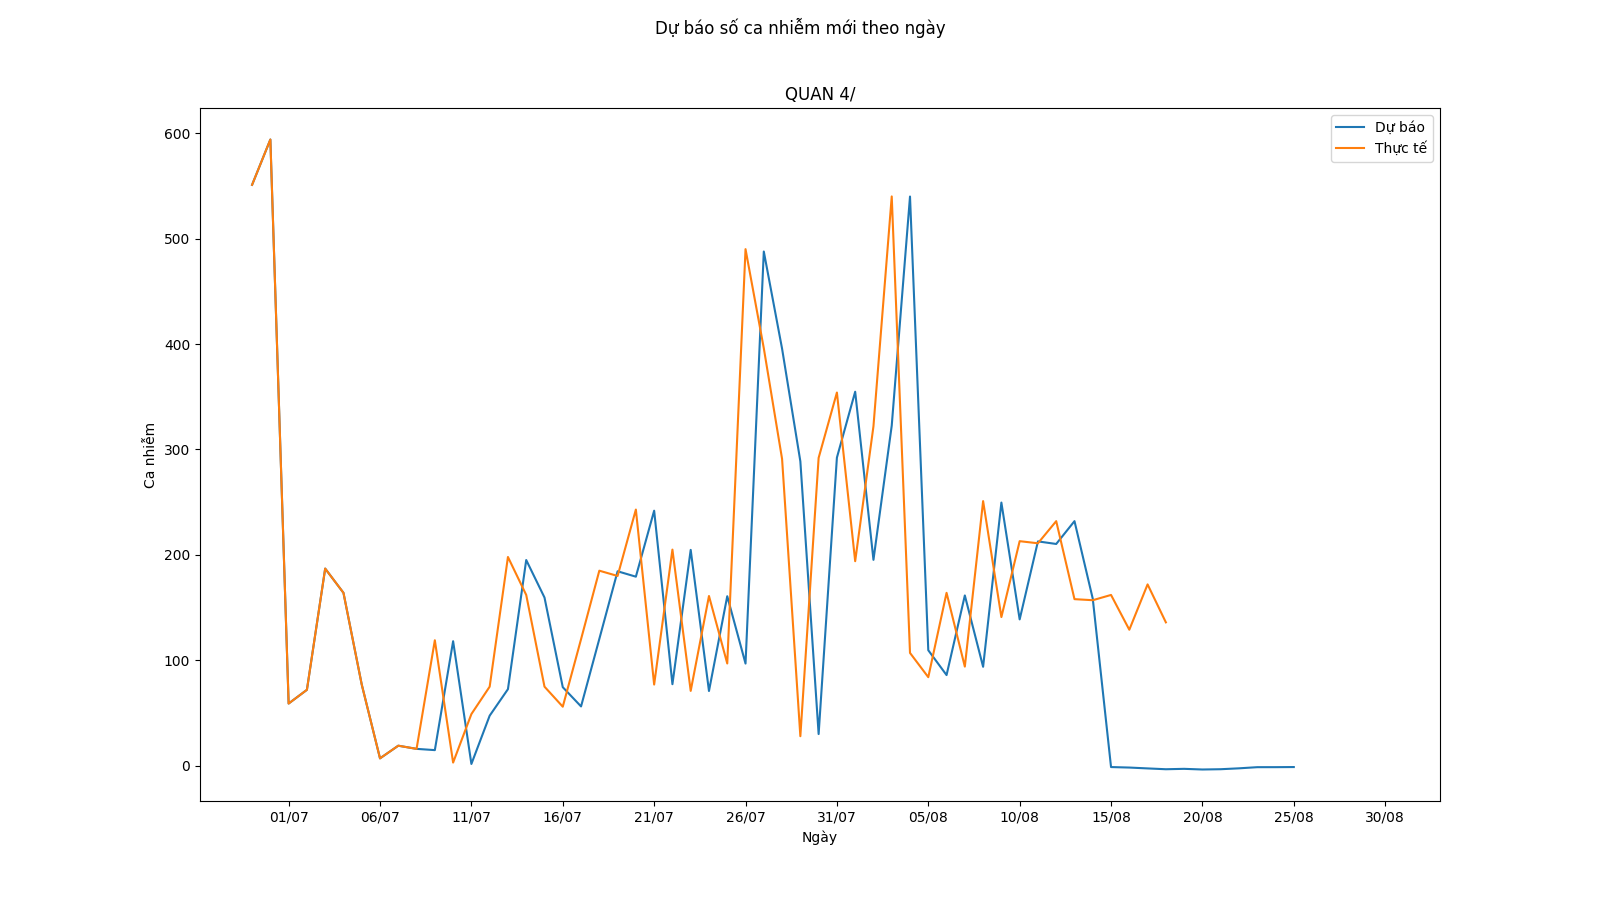 Dự báo số ca nhiễm mới theo ngày
QUAN 4/
Dự báo
Thực tế
600
500
400
300
200
100
0
Ca nhiễm
01/07 06/07 11/07 16/07 21/07 26/07 31/07 05/08 10/08 15/08 20/08 25/08 30/08
Ngày